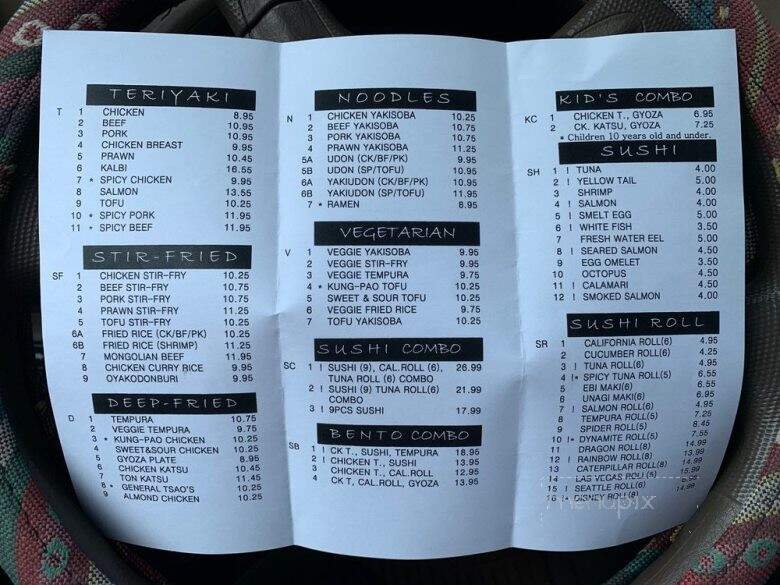 TERIYAKI
T 1 CHICKEN 8.95
2 BEEF 10.95
3 PORK 10.95
4 CHICKEN BREAST 9.95
5 PRAWN 10.45
6 KALBI 16.55
7 * SPICY CHICKEN 9.95
8 SALMON 13.55
9 TOFU 10.25
10 * SPICY PORK 11.95
11 * SPICY BEEF 11.95
STIR-FRIED
SF 1 CHICKEN STIR-FRY 10.25
2 BEEF STIR-FRY 10.75
3 PORK STIR-FRY 10.75
4 PRAWN STIR-FRY 11.25
5 TOFU STIR-FRY 10.25
6A FRIED RICE (CK/BF/PK) 10.25
6B FRIED RICE (SHRIMP) 11.25
7 MONGOLIAN BEEF 11.95
8 CHICKEN CURRY RICE 9.95
9 OYAKODONBURI 9.95
DEEP-FRIED
D 1 TEMPURA 10.75
2 VEGGIE TEMPURA 9.75
3 * KUNG-PAO CHICKEN 10.25
4 SWEET&SOUR CHICKEN 10.25
5 GYOZA PLATE 8.95
6 CHICKEN KATSU 10.45
7 TON KATSU 11.45
8 * GENERAL TSAO'S 10.25
9 ALMOND CHICKEN 10.25
NOODLES
N 1 CHICKEN YAKISOBA 10.25
2 BEEF YAKISOBA 10.75
3 PORK YAKISOBA 10.75
4 PRAWN YAKISOBA 11.25
5A UDON (CK/BF/PK) 9.95
5B UDON (SP/TOFU) 10.95
6A YAKIUDON (CK/BF/PK) 10.95
6B YAKIUDON (SP/TOFU) 11.95
7 * RAMEN 8.95
VEGETARIAN
V 1 VEGGIE YAKISOBA 9.95
2 VEGGIE STIR-FRY 9.95
3 VEGGIE TEMPURA 9.75
4 * KUNG-PAO TOFU 10.25
5 SWEET & SOUR TOFU 10.25
6 VEGGIE FRIED RICE 9.95
7 TOFU YAKISOBA 10.25
SUSHI COMBO
SC 1 ! SUSHI (9), CAL.ROLL (6), 26.99
TUNA ROLL (6) COMBO
2 ! SUSHI (9) TUNA ROLL(6) 21.99
COMBO
3 ! 9PCS SUSHI 17.99
BENTO COMBO
SB 1 ! CK T., SUSHI, TEMPURA 18.95
2 ! CHICKEN T., SUSHI 13.95
3 CHICKEN T., CAL.ROLL 12.95
4 CK T, CAL.ROLL, GYOZA 13.95
KID'S COMBO
KC 1 CHICKEN T., GYOZA 6.95
2 CK. KATSU, GYOZA 7.25
* Children 10 years old and under.
SUSHI
SH 1 ! TUNA 4.00
2 ! YELLOW TAIL 5.00
3 SHRIMP 4.00
4 ! SALMON 4.00
5 ! SMELT EGG 5.00
6 ! WHITE FISH 3.50
7 FRESH WATER EEL 5.00
8 ! SEARED SALMON 4.50
9 EGG OMELET 3.50
10 OCTOPUS 4.50
11 ! CALAMARI 4.50
12 ! SMOKED SALMON 4.00
SUSHI ROLL
SR 1 CALIFORNIA ROLL(6) 4.95
2 CUCUMBER ROLL(6) 4.25
3 ! TUNA ROLL(6) 4.95
4 !* SPICY TUNA ROLL(5) 6.55
5 EBI MAKI(6) 6.55
6 UNAGI MAKI(6) 6.55
7 ! SALMON ROLL(6) 4.95
8 TEMPURA ROLL(5) 7.25
9 SPIDER ROLL(5) 8.45
10 !* DYNAMITE ROLL(5) 7.55
11 DRAGON ROLL(8) 14.99
12 ! RAINBOW ROLL(8) 13.99
13 CATERPILLAR ROLL(8) 14.99
14 LAS VEGAS ROLL(5) 15.99
15 ! SEATTLE ROLL(6)
16 * DISNEY ROLL(8) 14.99
menupix